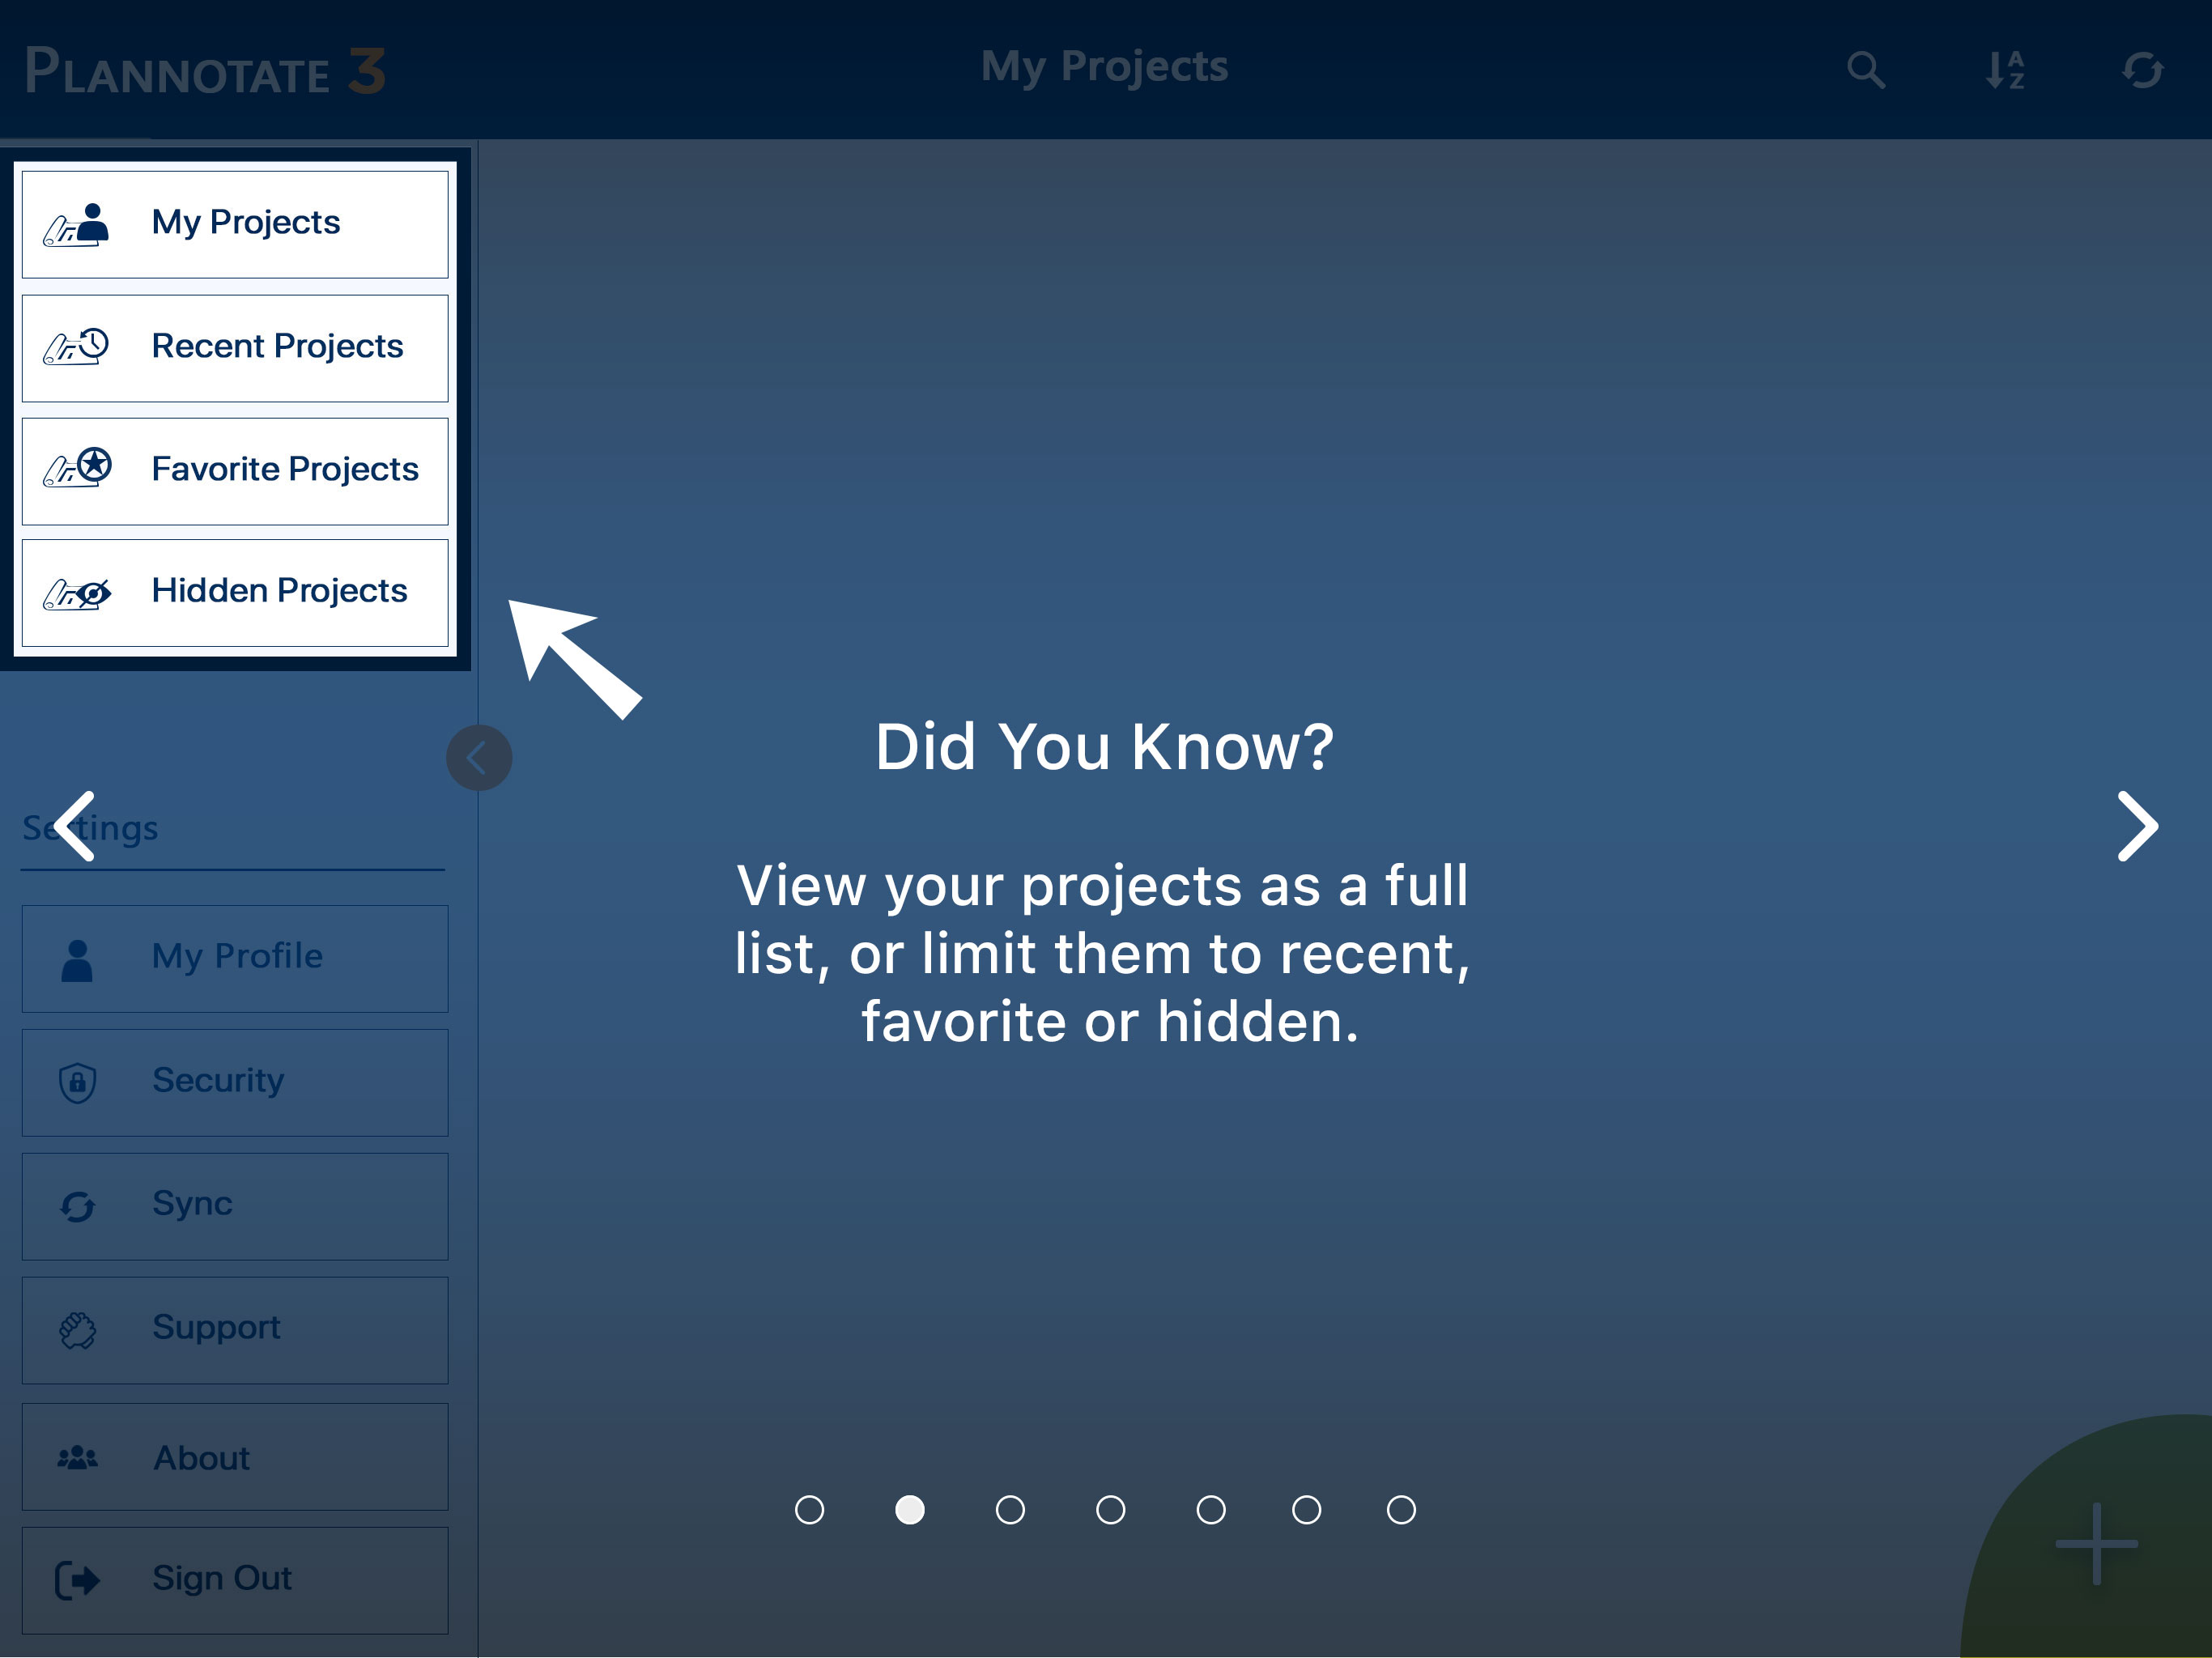 PLANNOTATE 3
My Projects
A
Z
My Projects
Recent Projects
Favorite Projects
Hidden Projects
Did You Know?
View your projects as a full
list, or limit them to recent,
favorite or hidden.
Settings
My Profile
Security
Sync
Support
About
Sign Out